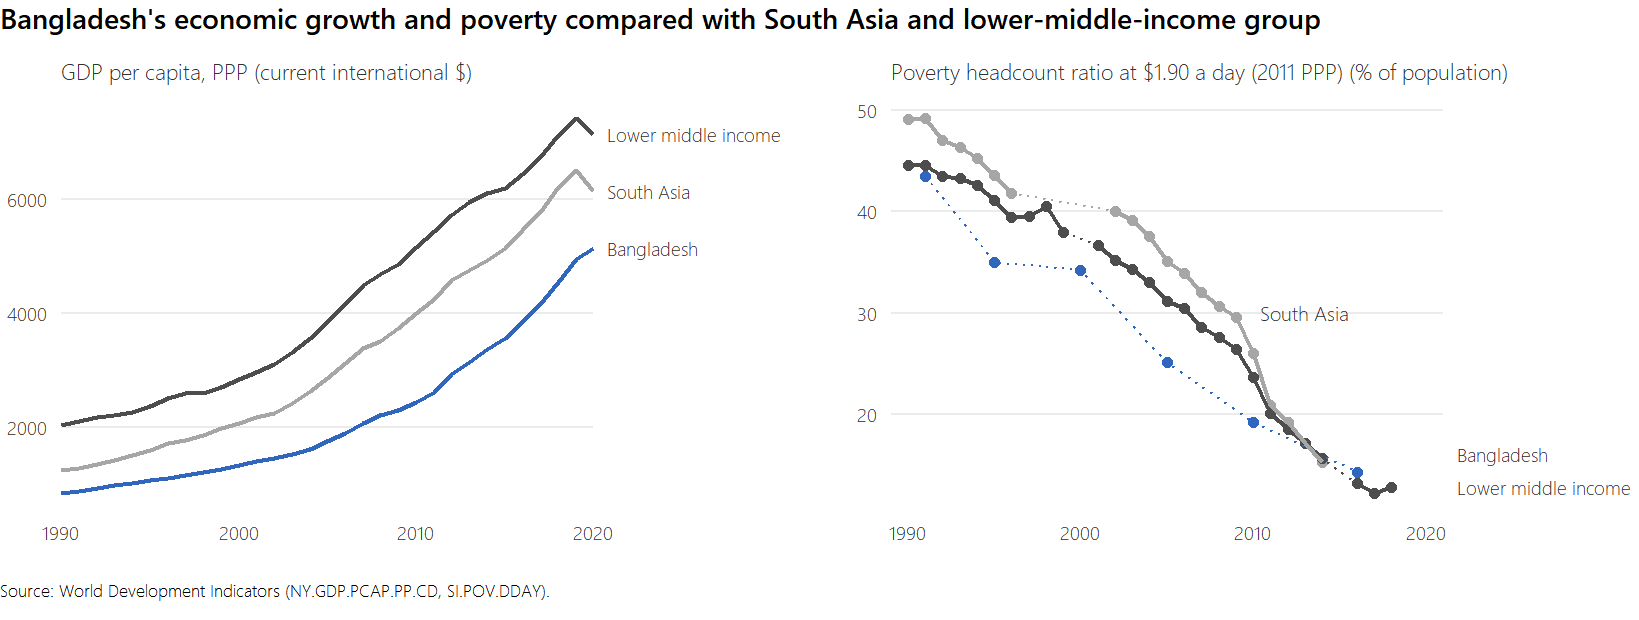 Bangladesh's economic growth and poverty compared with South Asia and lower-middle-income group
GDP per capita, PPP (current international $)
Lower middle income
South Asia
Bangladesh
6000
4000
2000
1990
2000
2010
2020
Poverty headcount ratio at $1.90 a day (2011 PPP) (% of population)
50
40
30
20
South Asia
Bangladesh
Lower middle income
1990
2000
2010
2020
Source: World Development Indicators (NY.GDP.PCAP.PP.CD, SI.POV.DDAY).